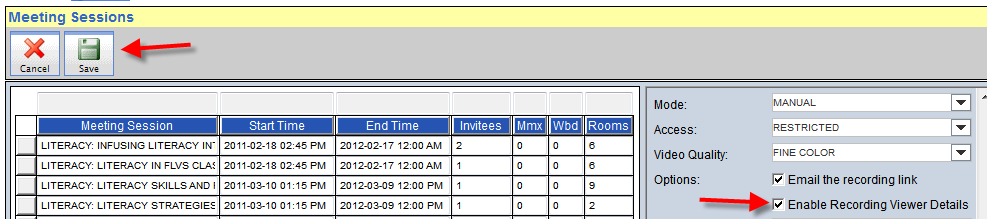 Meeting Sessions
Cancel Save
Meeting Session Start Time End Time Invitees Mmx Wbd Rooms
LITERACY: INFUSING LITERACY IN 2011-02-18 02:45 PM 2012-02-17 12:00 AM 2 0 0 6
LITERACY: LITERACY IN FLVS CLAS 2011-02-18 02:45 PM 2012-02-17 12:00 AM 1 0 0 6
LITERACY: LITERACY SKILLS AND 2011-03-10 01:15 PM 2012-03-09 12:00 PM 1 0 0 9
LITERACY: LITERACY STRATEGIES 2011-03-10 01:15 PM 2012-03-09 12:00 AM 1 0 0 2
Mode: MANUAL
Access: RESTRICTED
Video Quality: FINE COLOR
Options: Email the recording link
Enable Recording Viewer Details